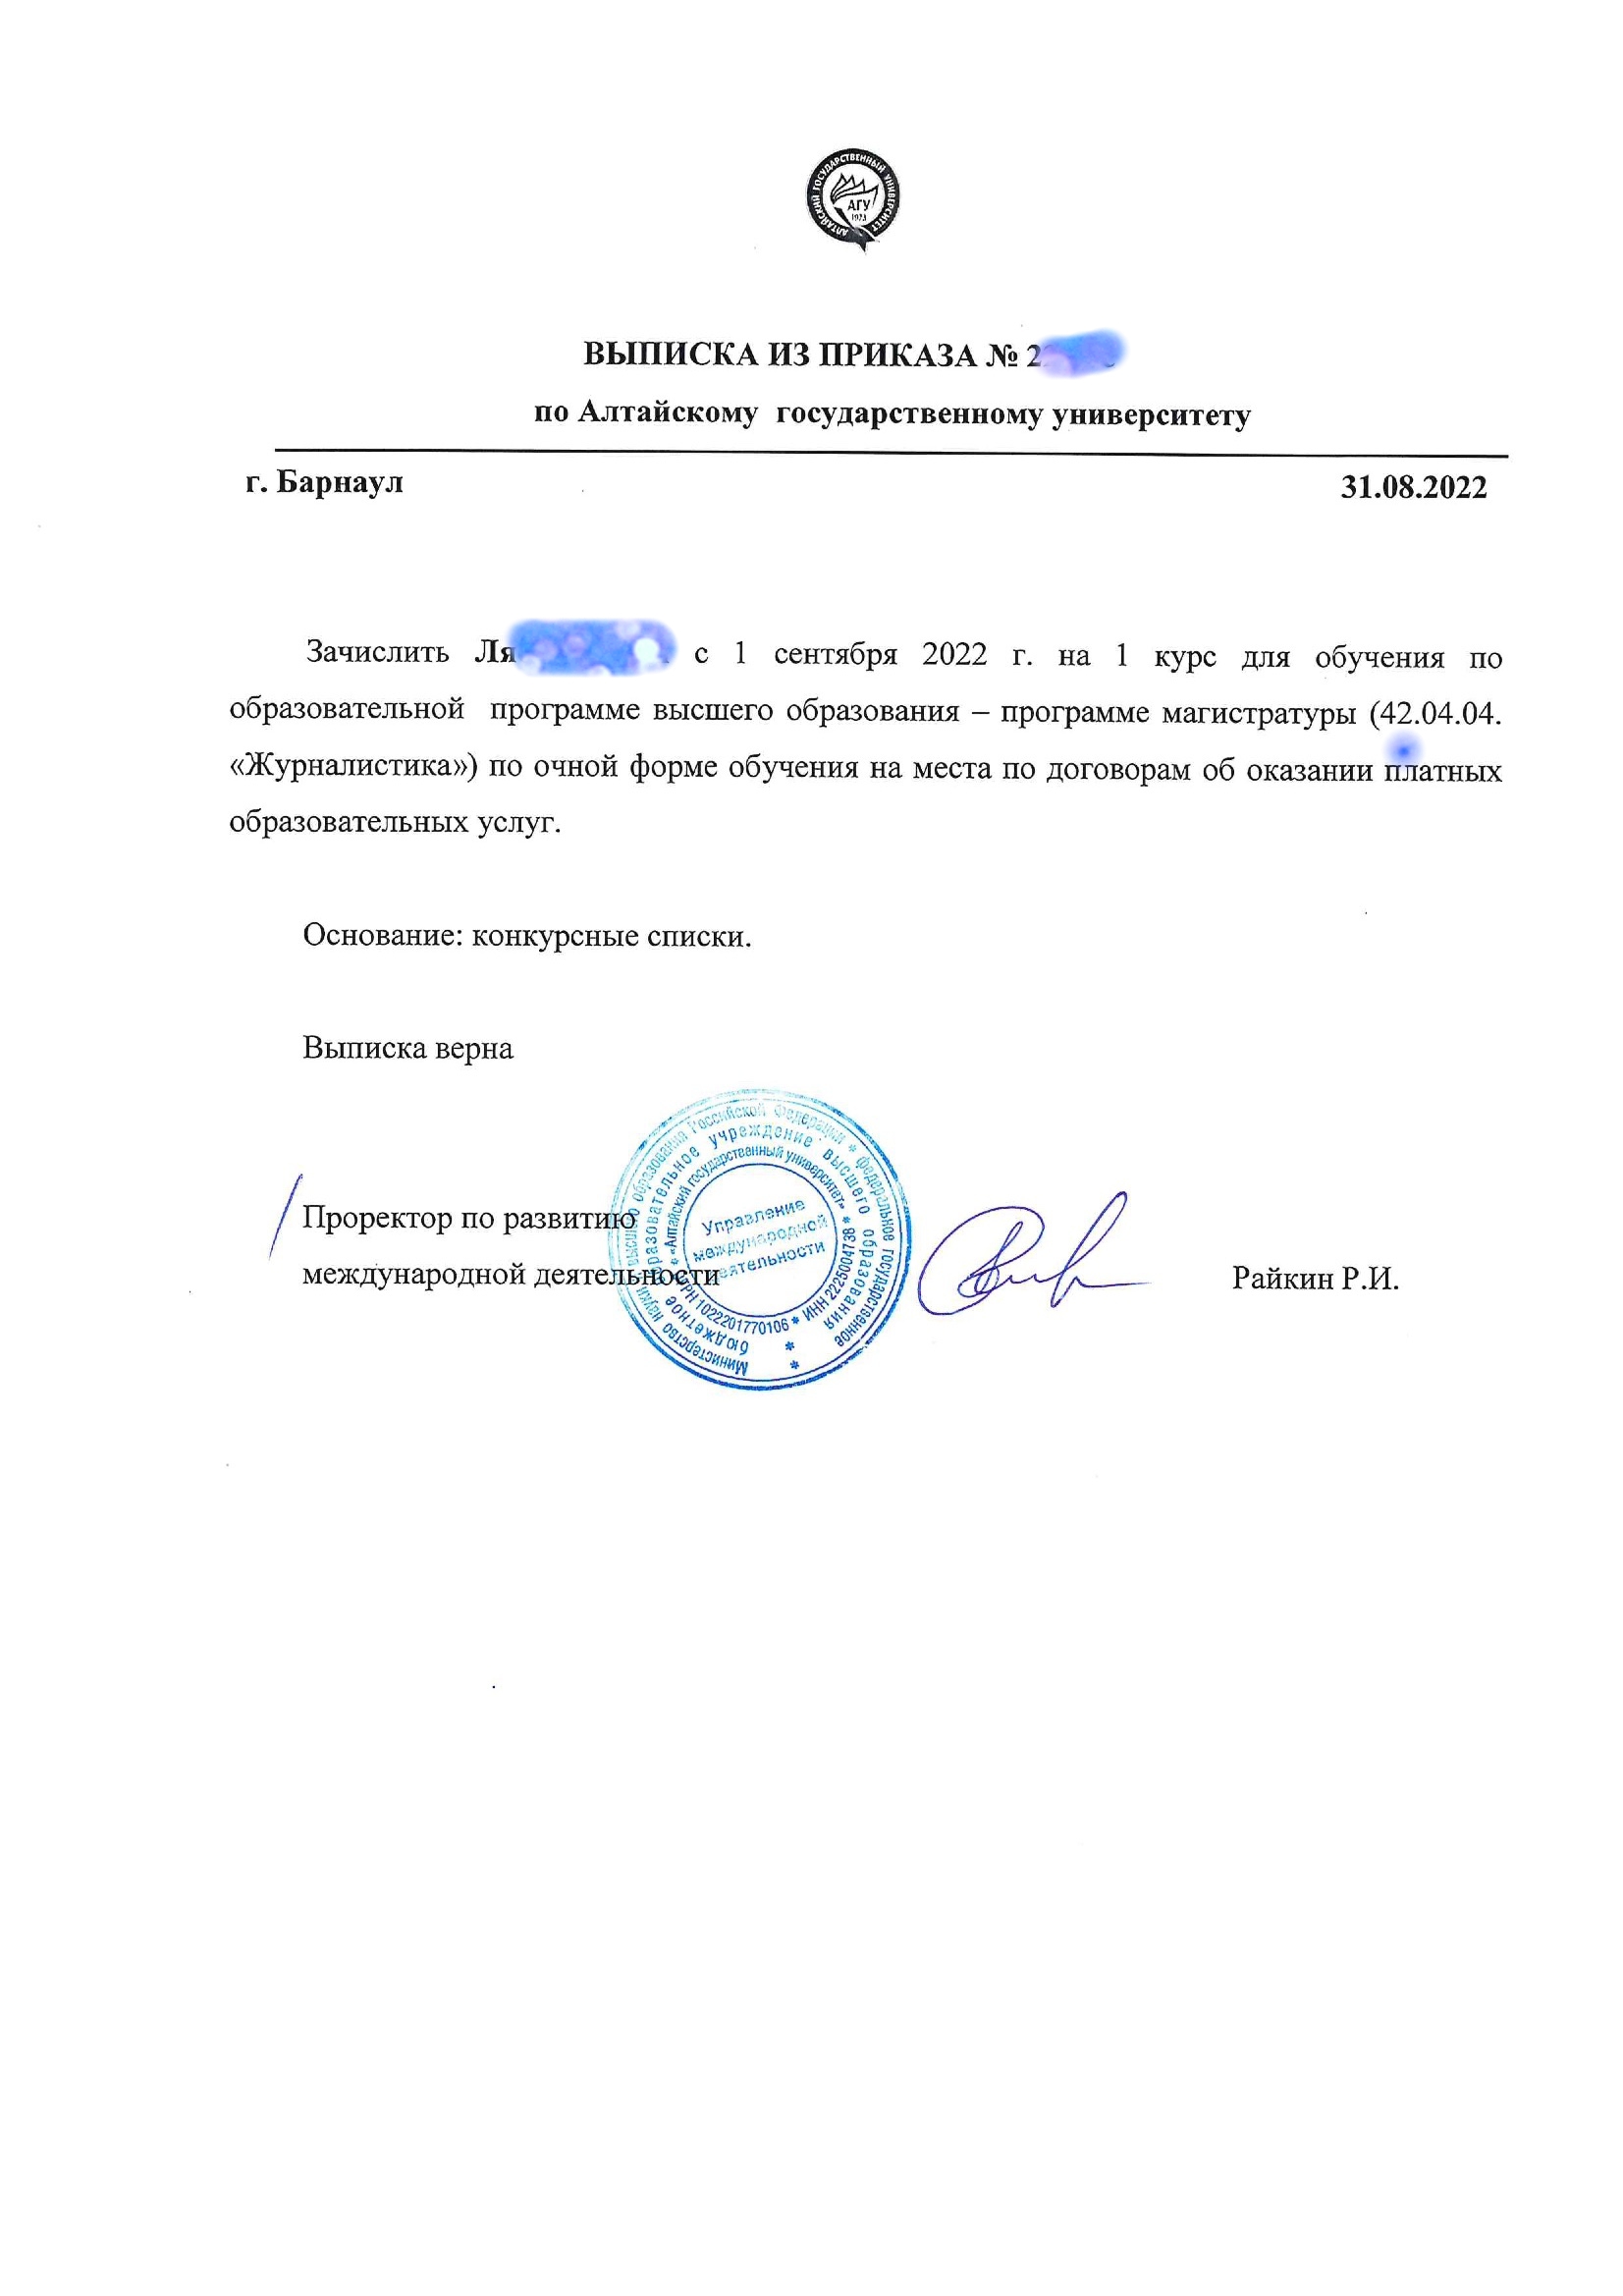 АЛТАЙСКИЙ ГОСУДАРСТВЕННЫЙ УНИВЕРСИТЕТ
АГУ
1973
ВЫПИСКА ИЗ ПРИКАЗА №
по Алтайскому государственному университету
г. Барнаул 31.08.2022
Зачислить с 1 сентября 2022 г. на 1 курс для обучения по
образовательной программе высшего образования – программе магистратуры (42.04.04.
«Журналистика») по очной форме обучения на места по договорам об оказании платных
образовательных услуг.
Основание: конкурсные списки.
Выписка верна
Проректор по развитию
международной деятельности Райкин Р.И.
Министерство науки высшего образования Российской Федерации * федеральное государственное
бюджетное образовательное учреждение высшего образования
«Алтайский государственный университет» * ИНН 2225004738 * ОГРН 1022201770106 *
Управление
международной
деятельности